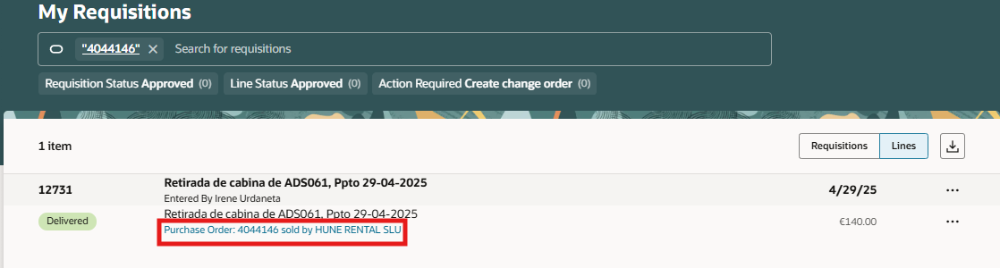 My Requisitions
"4044146" × Search for requisitions
Requisition Status Approved (0) Line Status Approved (0) Action Required Create change order (0)
1 item Requisitions Lines
12731 Retirada de cabina de ADS061, Ppto 29-04-2025 4/29/25 ...
Entered By Irene Urdaneta
Delivered Retirada de cabina de ADS061, Ppto 29-04-2025 €140.00 ...
Purchase Order: 4044146 sold by HUNE RENTAL SLU